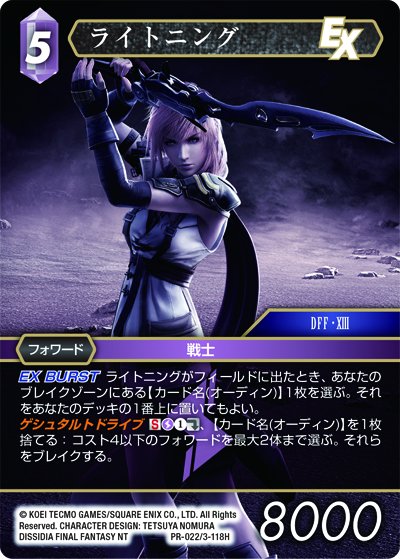 5
ライトニング
EX
DFF・XIII
フォワード
戦士
EX BURST ライトニングがフィールドに出たとき、あなたの
ブレイクゾーンにある【カード名(オーディン)】1枚を選ぶ。それ
をあなたのデッキの1番上に置いてもよい。
ゲシュタルトドライブ S 1 、【カード名(オーディン)】を1枚
捨てる：コスト4以下のフォワードを最大2体まで選ぶ。それら
をブレイクする。
© KOEI TECMO GAMES/SQUARE ENIX CO., LTD. All Rights
Reserved. CHARACTER DESIGN: TETSUYA NOMURA
DISSIDIA FINAL FANTASY NT
PR-022/3-118H
8000